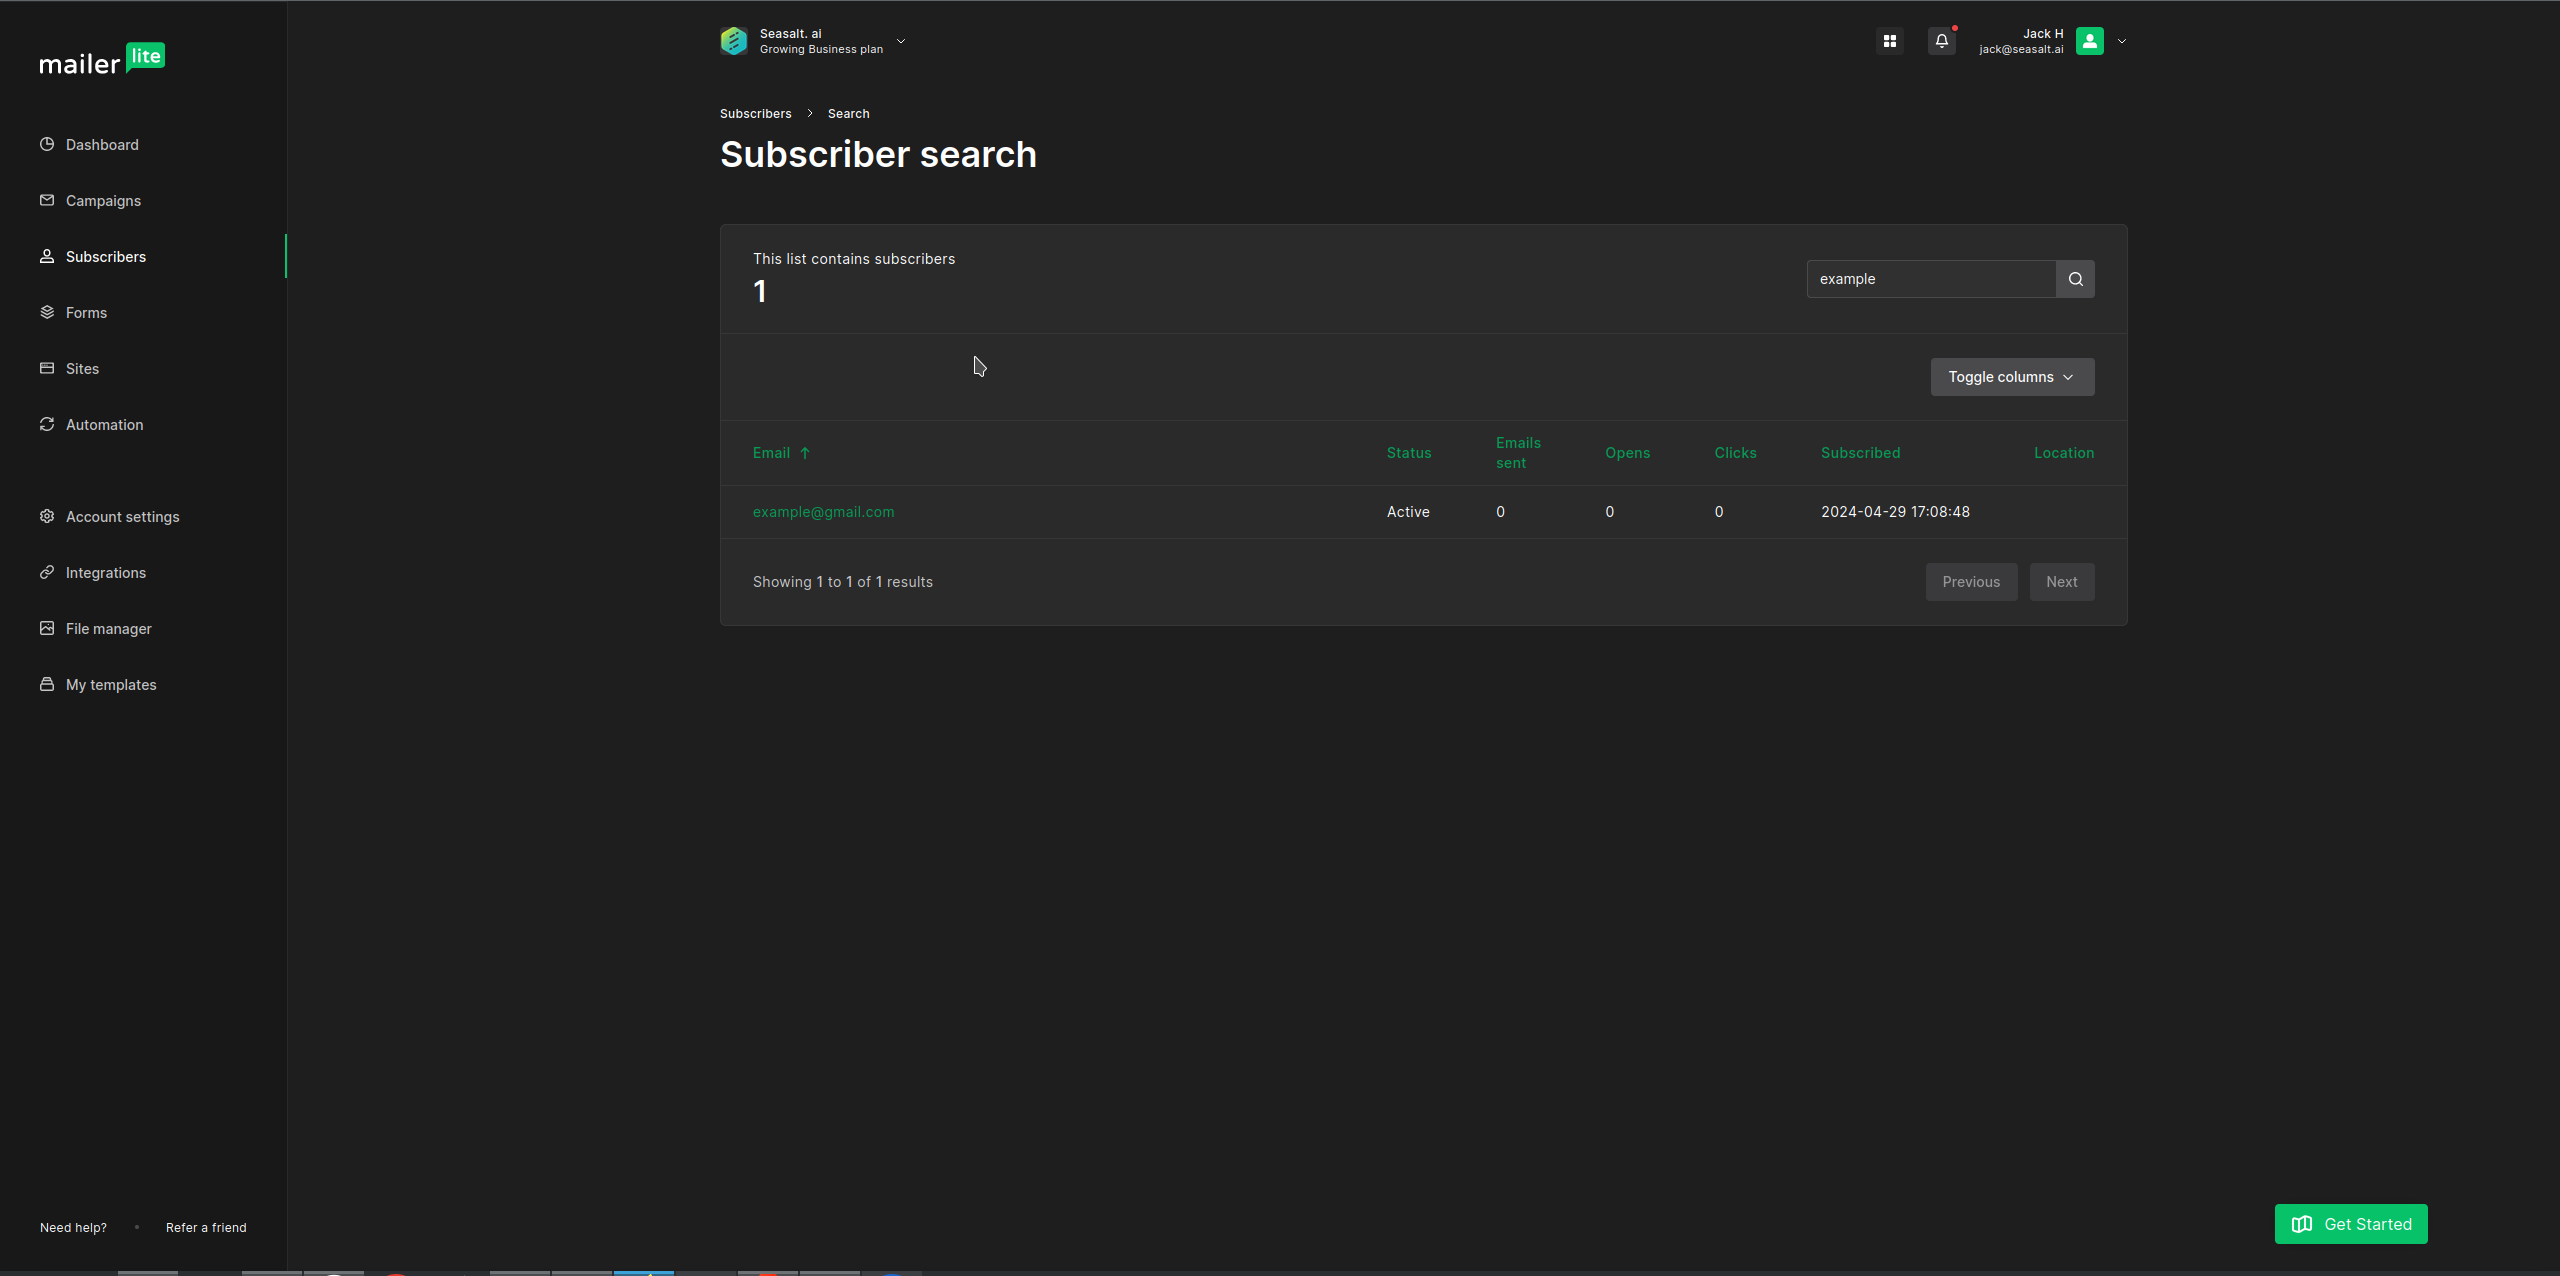 mailer lite
Dashboard
Campaigns
Subscribers
Forms
Sites
Automation
Account settings
Integrations
File manager
My templates
Need help? • Refer a friend
Seasalt. ai
Growing Business plan
Jack H
jack@seasalt.ai
Subscribers > Search
Subscriber search
This list contains subscribers
1
example
Toggle columns
Email ↑ Status Emails sent Opens Clicks Subscribed Location
example@gmail.com Active 0 0 0 2024-04-29 17:08:48
Showing 1 to 1 of 1 results
Previous Next
Get Started